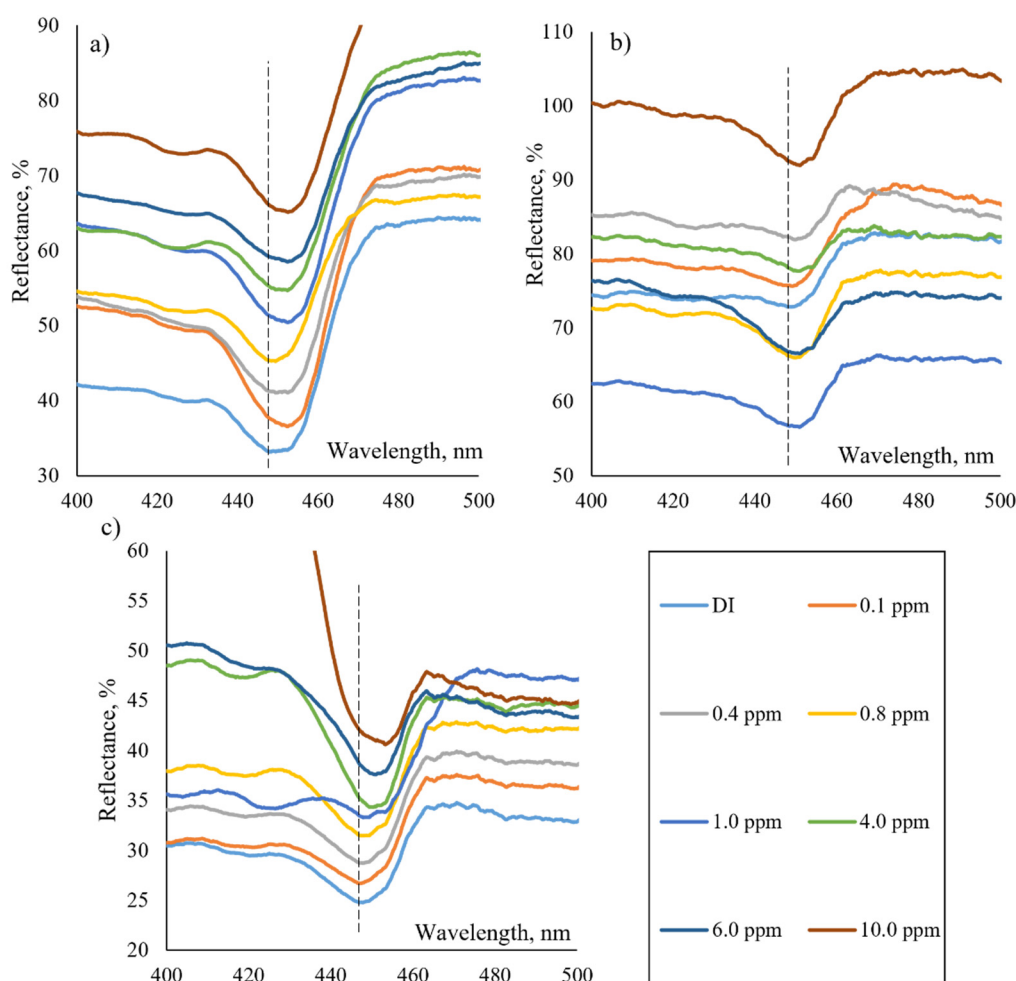 a)
90
80
70
60
50
40
30
Reflectance, %
Wavelength, nm
400 420 440 460 480 500
b)
110
100
90
80
70
60
50
Reflectance, %
Wavelength, nm
400 420 440 460 480 500
c)
60
55
50
45
40
35
30
25
20
Reflectance, %
Wavelength, nm
400 420 440 460 480 500
DI 0.1 ppm
0.4 ppm 0.8 ppm
1.0 ppm 4.0 ppm
6.0 ppm 10.0 ppm